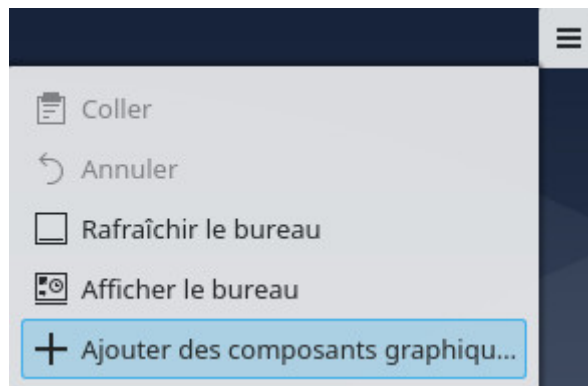 Coller
Annuler
Rafraîchir le bureau
Afficher le bureau
Ajouter des composants graphiqu...